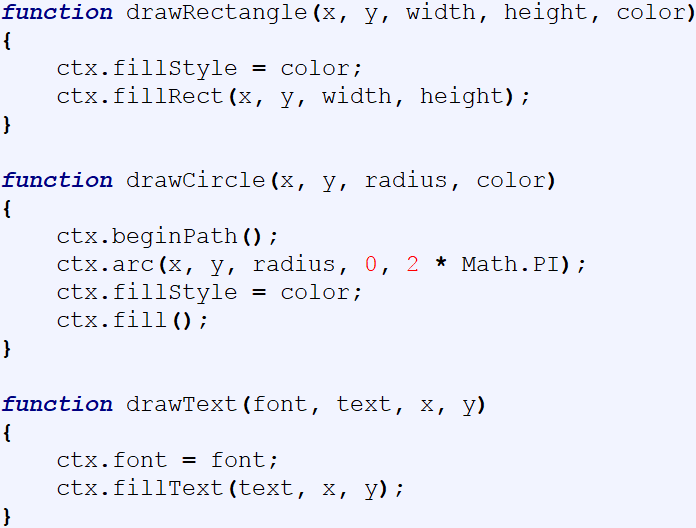 function drawRectangle(x, y, width, height, color)
{
    ctx.fillStyle = color;
    ctx.fillRect(x, y, width, height);
}

function drawCircle(x, y, radius, color)
{
    ctx.beginPath();
    ctx.arc(x, y, radius, 0, 2 * Math.PI);
    ctx.fillStyle = color;
    ctx.fill();
}

function drawText(font, text, x, y)
{
    ctx.font = font;
    ctx.fillText(text, x, y);
}